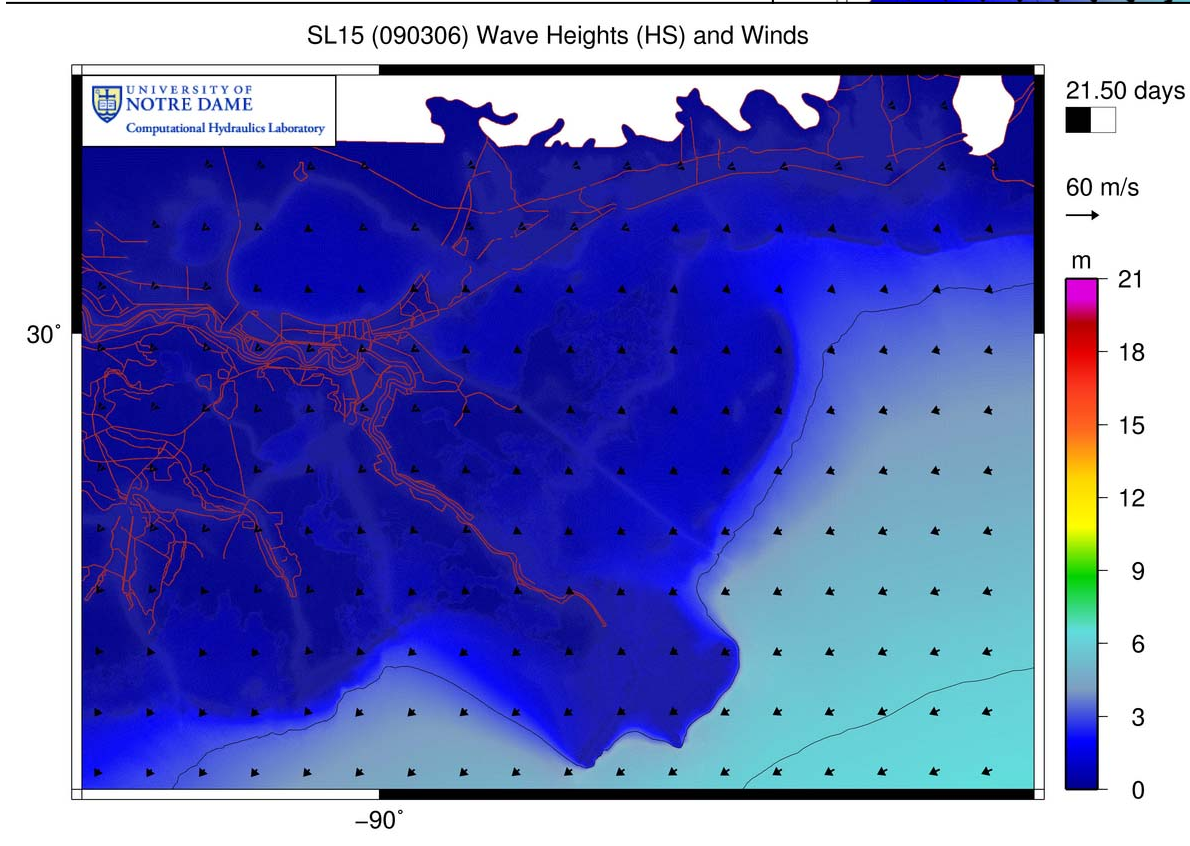 SL15 (090306) Wave Heights (HS) and Winds
UNIVERSITY OF
NOTRE DAME
Computational Hydraulics Laboratory
21.50 days
60 m/s
m
21
18
15
12
9
6
3
0
30°
−90°